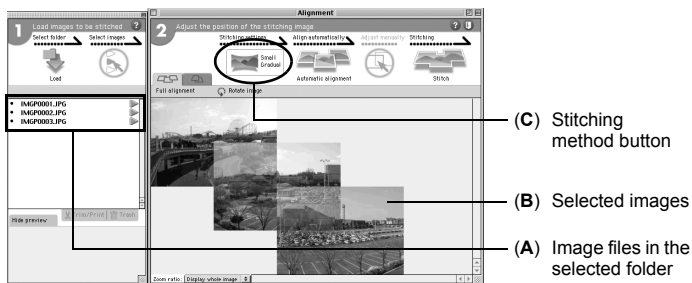 Alignment
1 Load images to be stitched ?
Select folder Select images
Load
2 Adjust the position of the stitching image ?
Stitching settings Align automatically Adjust manually Stitching
Small
Gradual
Automatic alignment Stitch
Full alignment Rotate image
• IMGP0001.JPG
• IMGP0002.JPG
• IMGP0003.JPG
Hide preview Trim/Print Trash
Zoom ratio: Display whole image
(C) Stitching
method button
(B) Selected images
(A) Image files in the
selected folder